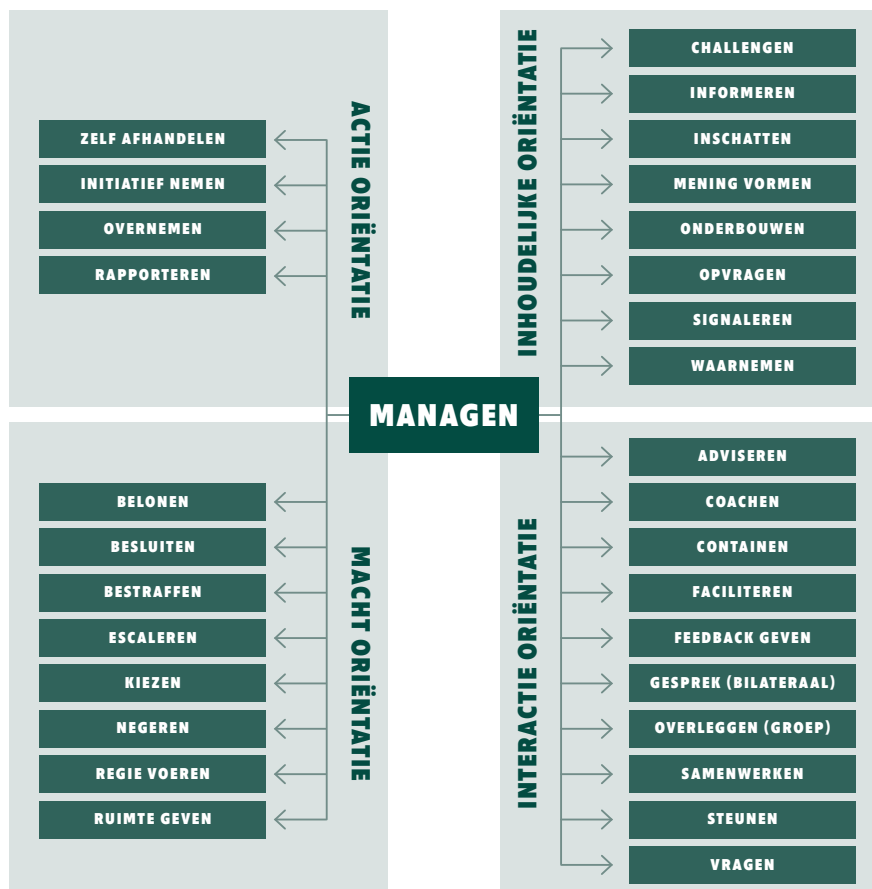 ACTIE ORIËNTATIE
ZELF AFHANDELEN
INITIATIEF NEMEN
OVERNEMEN
RAPPORTEREN
INHOUDELIJKE ORIËNTATIE
CHALLENGEN
INFORMEREN
INSCHATTEN
MENING VORMEN
ONDERBOUWEN
OPVRAGEN
SIGNALEREN
WAARNEMEN
MANAGEN
MACHT ORIËNTATIE
BELONEN
BESLUITEN
BESTRAFFEN
ESCALEREN
KIEZEN
NEGEREN
REGIE VOEREN
RUIMTE GEVEN
INTERACTIE ORIËNTATIE
ADVISEREN
COACHEN
CONTAINEN
FACILITEREN
FEEDBACK GEVEN
GESPREK (BILATERAAL)
OVERLEGGEN (GROEP)
SAMENWERKEN
STEUNEN
VRAGEN